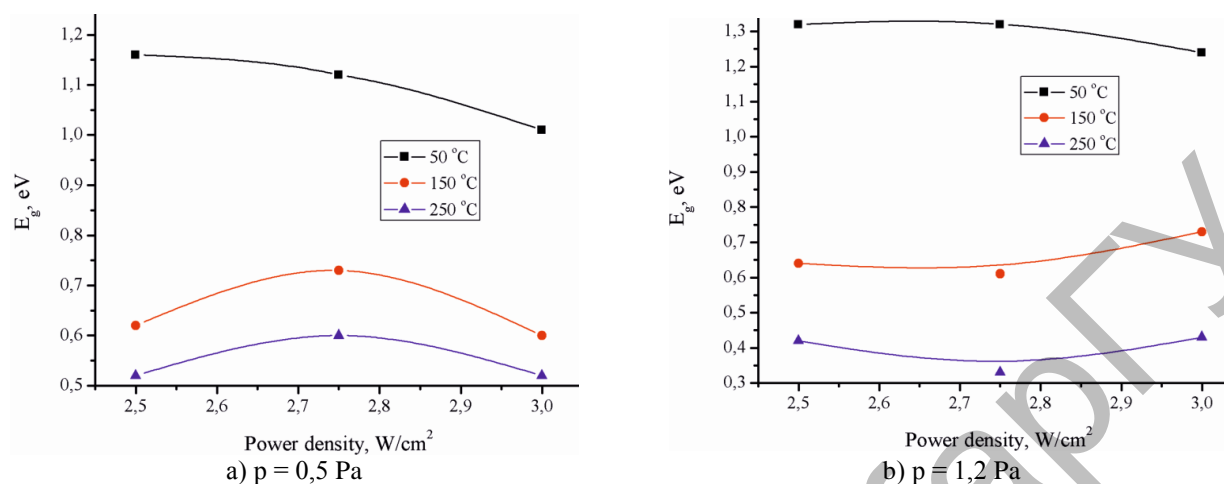 1,2
1,1
1,0
0,9
0,8
0,7
0,6
0,5
E_g, eV
50 °C
150 °C
250 °C
2,5 2,6 2,7 2,8 2,9 3,0
Power density, W/cm²
a) p = 0,5 Pa
1,3
1,2
1,1
1,0
0,9
0,8
0,7
0,6
0,5
0,4
0,3
E_g, eV
50 °C
150 °C
250 °C
2,5 2,6 2,7 2,8 2,9 3,0
Power density, W/cm²
b) p = 1,2 Pa